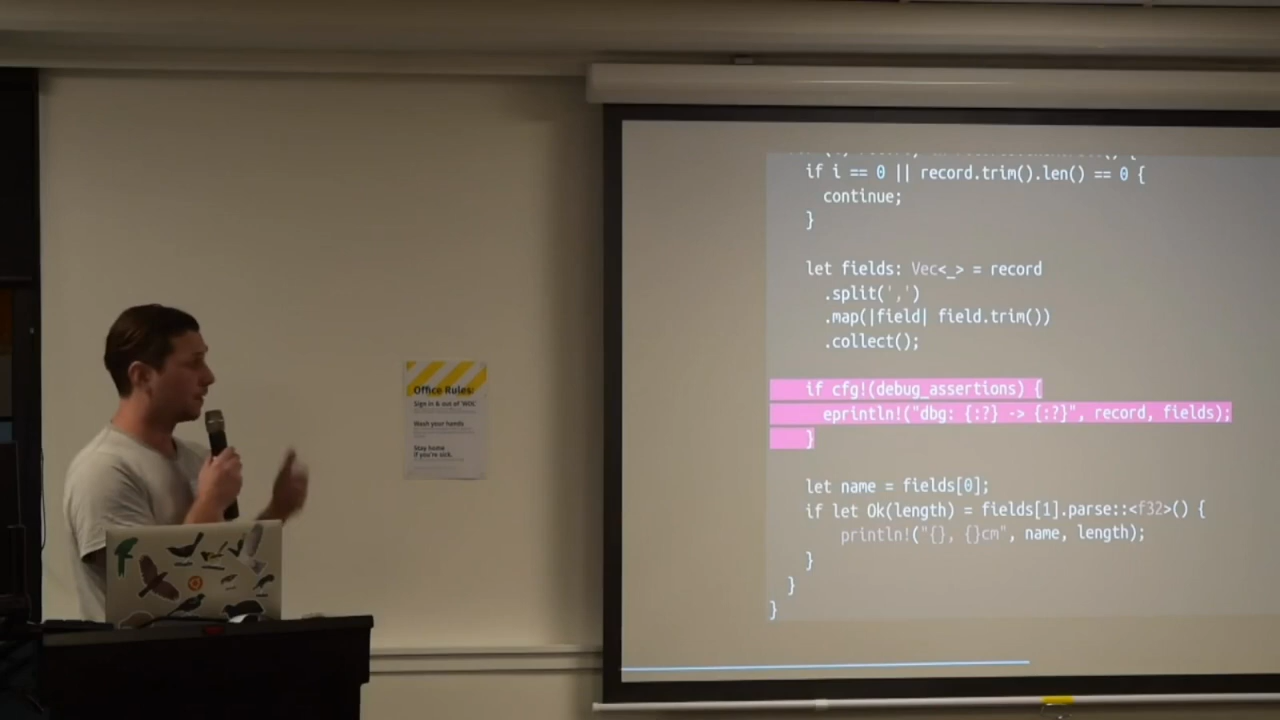 Office Rules:
Sign in & out of
Wash your hands
Stay home
if you're sick.
if i == 0 || record.trim().len() == 0 {
continue;
}
let fields: Vec<_> = record
.split(',')
.map(|field| field.trim())
.collect();
if cfg!(debug_assertions) {
eprintln!("dbg: {:?} -> {:?}", record, fields);
}
let name = fields[0];
if let Ok(length) = fields[1].parse::<f32>() {
println!("{}, {}cm", name, length);
}
}
}